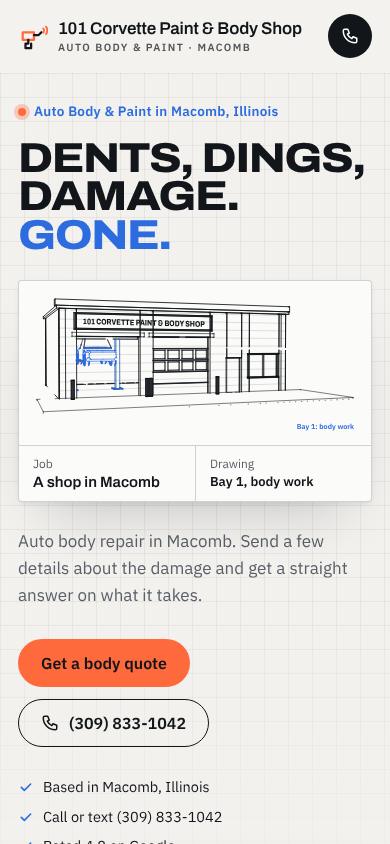 101 Corvette Paint & Body Shop
AUTO BODY & PAINT · MACOMB
Auto Body & Paint in Macomb, Illinois
DENTS, DINGS,
DAMAGE.
GONE.
101 CORVETTE PAINT & BODY SHOP
Bay 1: body work
Job
A shop in Macomb
Drawing
Bay 1, body work
Auto body repair in Macomb. Send a few
details about the damage and get a straight
answer on what it takes.
Get a body quote
(309) 833-1042
Based in Macomb, Illinois
Call or text (309) 833-1042